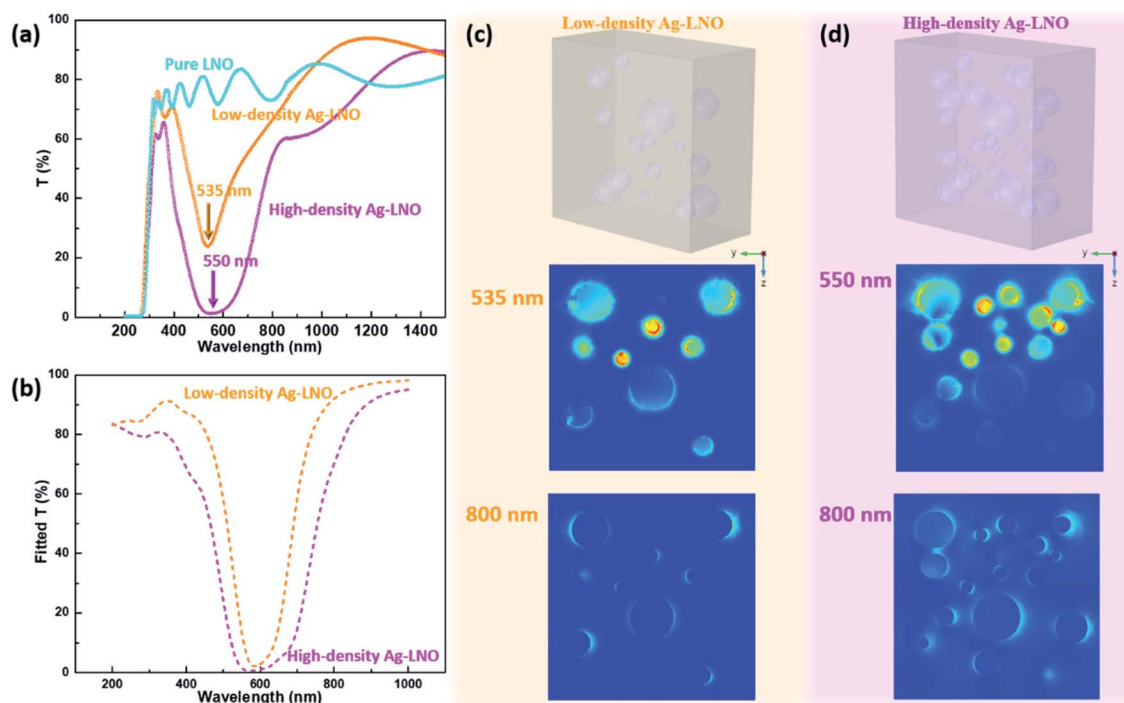 (a)
100
80
60
40
20
0
T (%)
Pure LNO
Low-density Ag-LNO
535 nm
High-density Ag-LNO
550 nm
200 400 600 800 1000 1200 1400
Wavelength (nm)
(b)
100
80
60
40
20
0
Fitted T (%)
Low-density Ag-LNO
High-density Ag-LNO
200 400 600 800 1000
Wavelength (nm)
(c)
Low-density Ag-LNO
y x
z
535 nm
800 nm
(d)
High-density Ag-LNO
y x
z
550 nm
800 nm